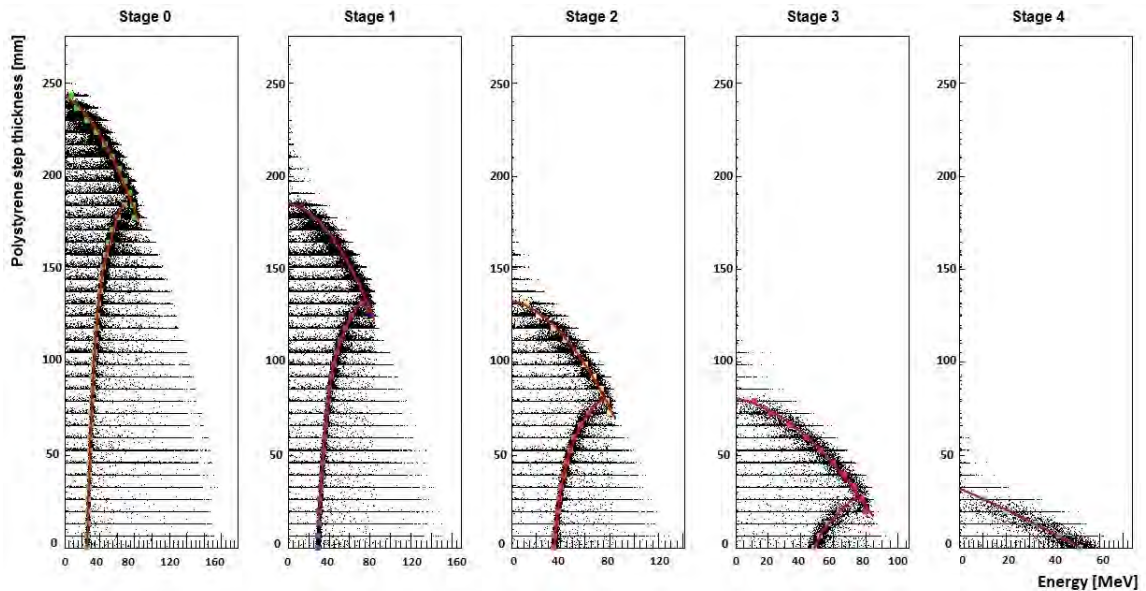 Stage 0 Stage 1 Stage 2 Stage 3 Stage 4
Polystyrene step thickness [mm]
250 250 250 250 250
200 200 200 200 200
150 150 150 150 150
100 100 100 100 100
50 50 50 50 50
0 0 0 0 0
0 40 80 120 160 0 40 80 120 160 0 40 80 120 0 20 40 60 80 100 0 20 40 60
Energy [MeV]